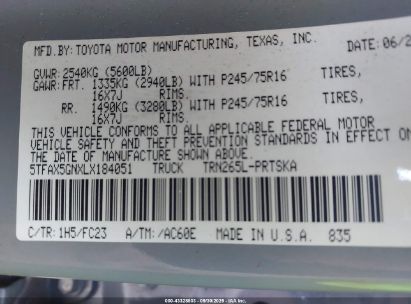 MFD.BY: TOYOTA MOTOR MANUFACTURING, TEXAS, INC. DATE: 06/2
GVWR: 2540KG (5600LB)
GAWR: FRT. 1335KG (2940LB) WITH P245/75R16 TIRES,
16X7J RIMS.
RR. 1490KG (3280LB) WITH P245/75R16 TIRES,
16X7J RIMS.
THIS VEHICLE CONFORMS TO ALL APPLICABLE FEDERAL MOTOR
VEHICLE SAFETY AND THEFT PREVENTION STANDARDS IN EFFECT ON
THE DATE OF MANUFACTURE SHOWN ABOVE.
5TFAX5GNXLX184051 TRUCK TRN265L-PRTSKA
C/TR: 1H5/FC23 A/TM: /AC60E MADE IN U.S.A. 835